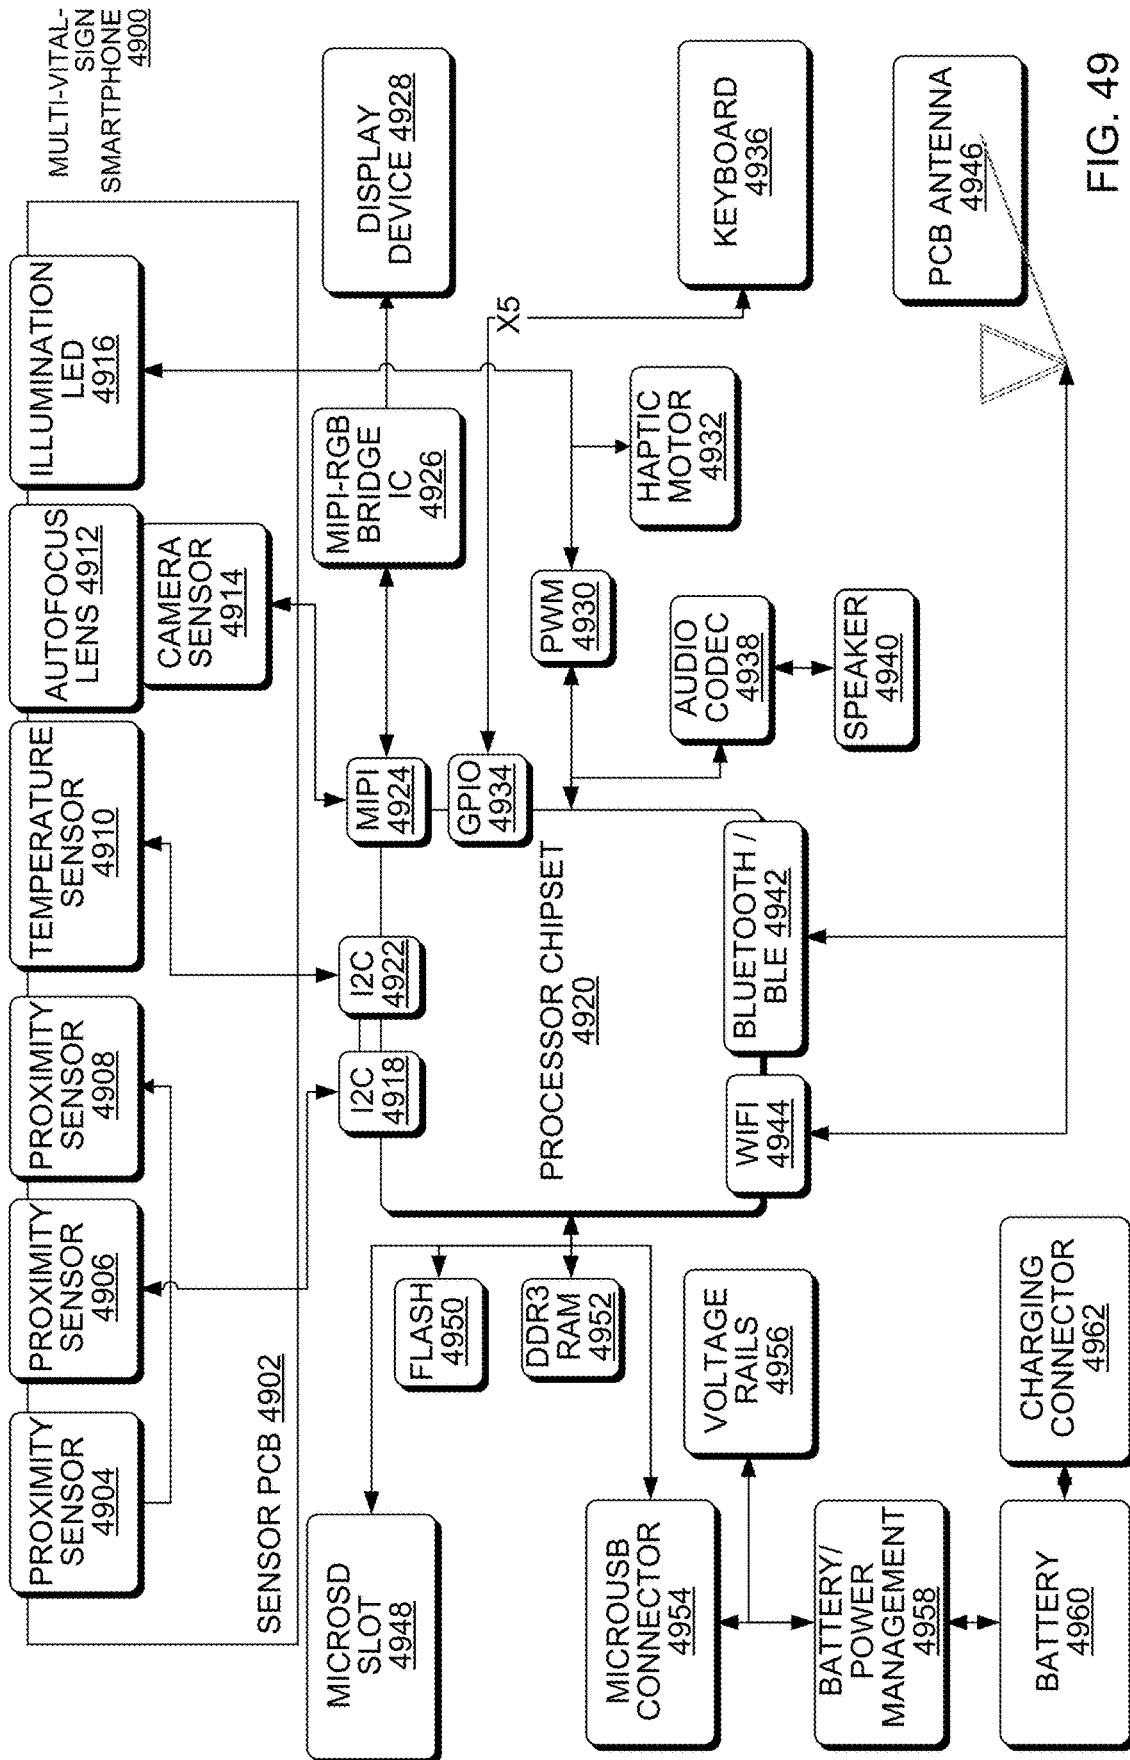 MULTI-VITAL-
SIGN
SMARTPHONE
4900
PROXIMITY
SENSOR
4904
PROXIMITY
SENSOR
4906
PROXIMITY
SENSOR
4908
TEMPERATURE
SENSOR
4910
AUTOFOCUS
LENS 4912
CAMERA
SENSOR
4914
ILLUMINATION
LED
4916
SENSOR PCB 4902
MICROSD
SLOT
4948
FLASH
4950
DDR3
RAM
4952
I2C
4918
I2C
4922
MIPI
4924
GPIO
4934
MIPI-RGB
BRIDGE
IC
4926
DISPLAY
DEVICE 4928
X5
PROCESSOR CHIPSET
4920
PWM
4930
HAPTIC
MOTOR
4932
KEYBOARD
4936
AUDIO
CODEC
4938
SPEAKER
4940
WIFI
4944
BLUETOOTH /
BLE 4942
PCB ANTENNA
4946
MICROUSB
CONNECTOR
4954
VOLTAGE
RAILS
4956
BATTERY/
POWER
MANAGEMENT
4958
BATTERY
4960
CHARGING
CONNECTOR
4962
FIG. 49